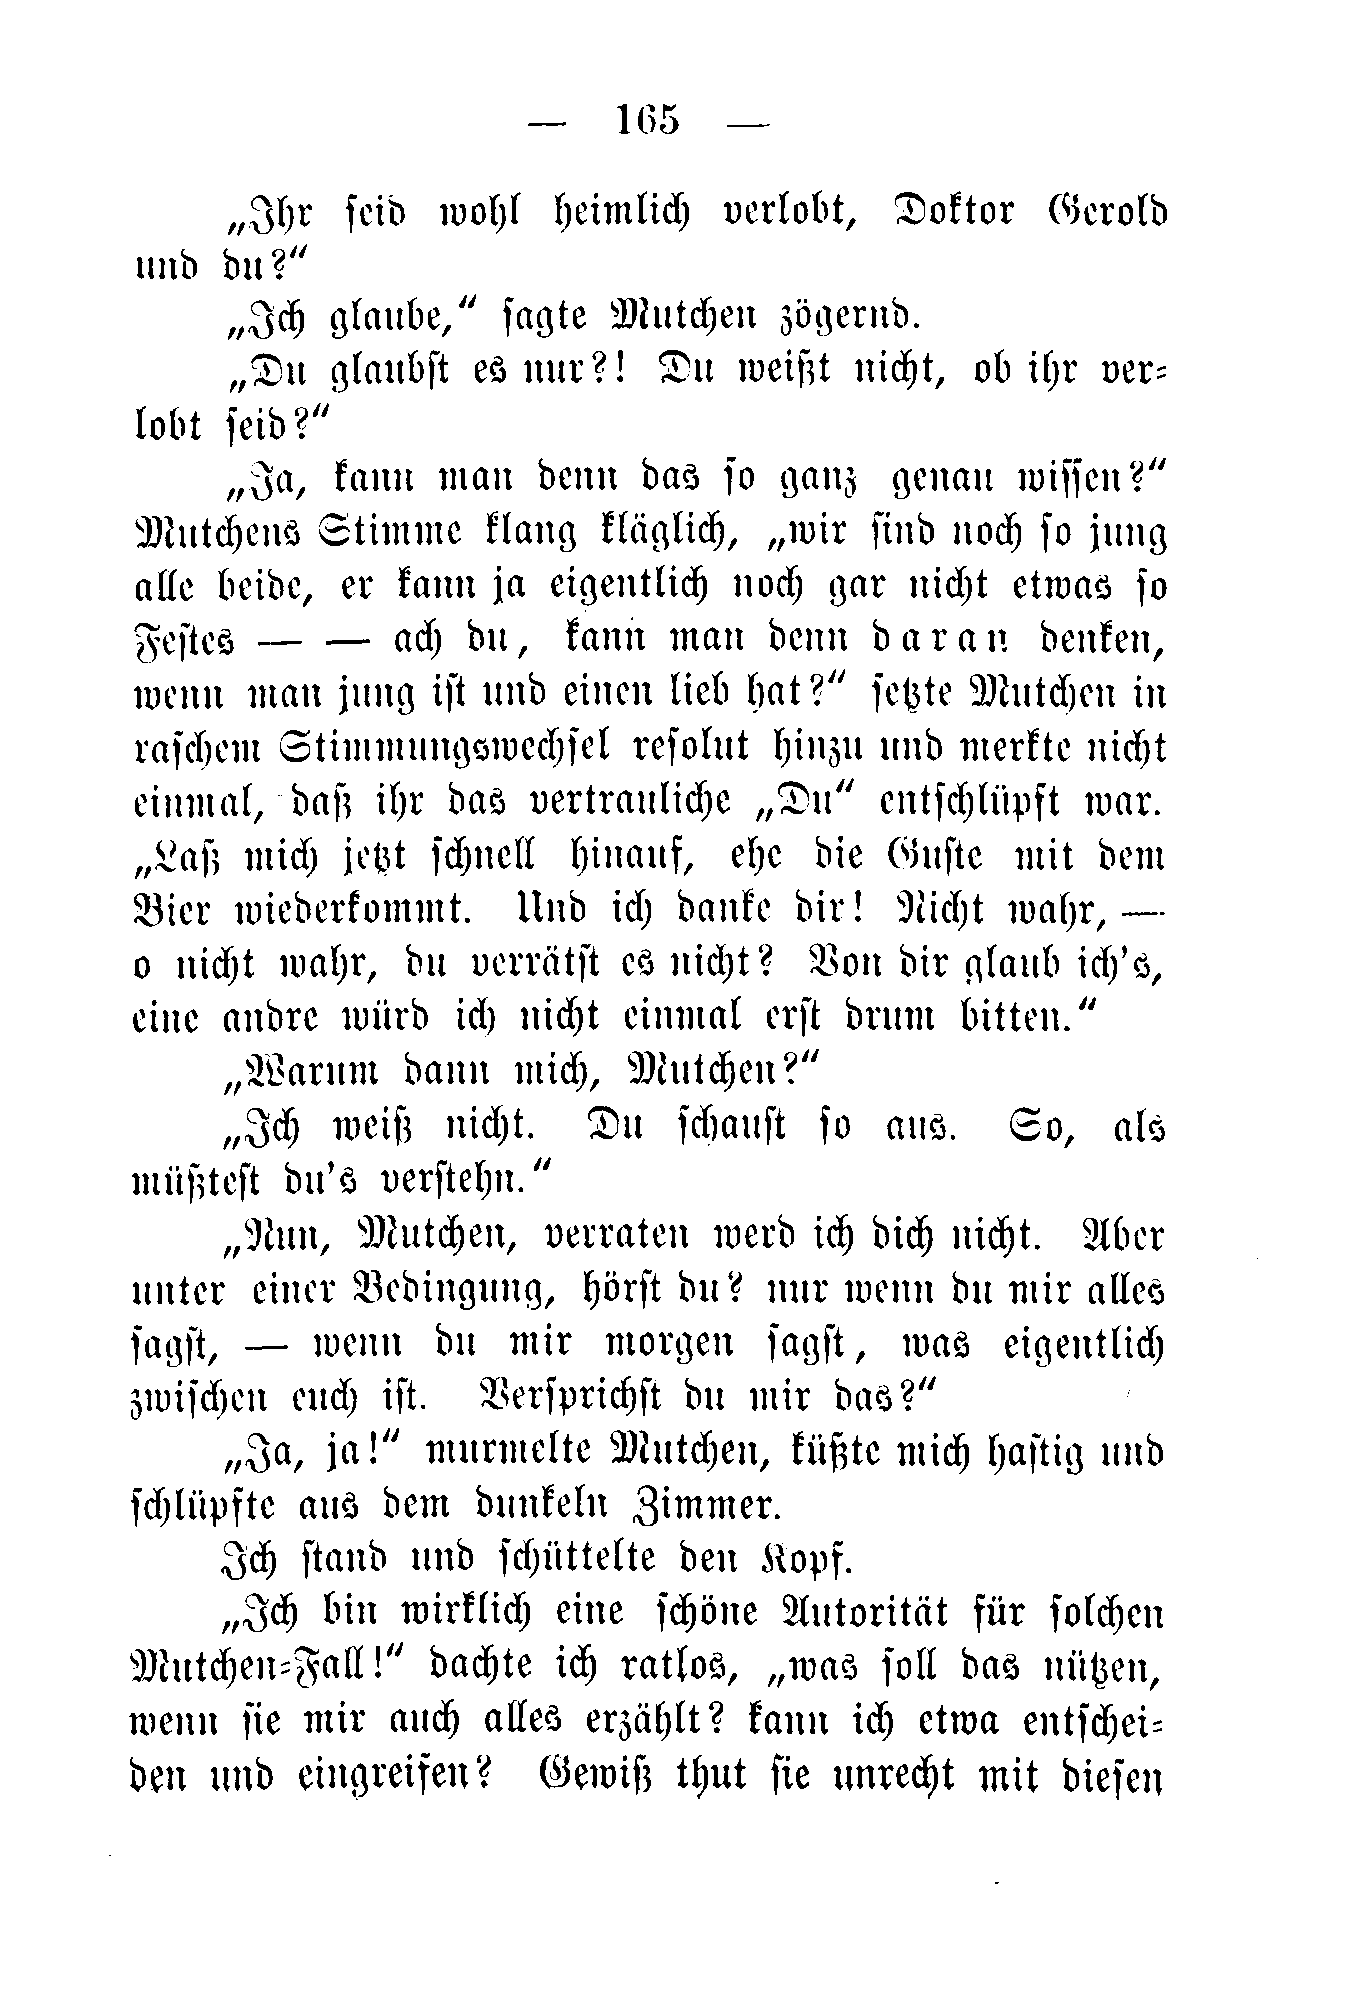 — 165 —
„Ihr seid wohl heimlich verlobt, Doktor Gerold
und du?“
„Ich glaube,“ sagte Mutchen zögernd.
„Du glaubst es nur?! Du weißt nicht, ob ihr ver-
lobt seid?“
„Ja, kann man denn das so ganz genau wissen?“
Mutchens Stimme klang kläglich, „wir sind noch so jung
alle beide, er kann ja eigentlich noch gar nicht etwas so
Festes — — ach du, kann man denn daran denken,
wenn man jung ist und einen lieb hat?“ setzte Mutchen in
raschem Stimmungswechsel resolut hinzu und merkte nicht
einmal, daß ihr das vertrauliche „Du“ entschlüpft war.
„Laß mich jetzt schnell hinauf, ehe die Guste mit dem
Bier wiederkommt. Und ich danke dir! Nicht wahr, —
o nicht wahr, du verrätst es nicht? Von dir glaub ich's,
eine andre würd ich nicht einmal erst drum bitten.“
„Warum dann mich, Mutchen?“
„Ich weiß nicht. Du schaust so aus. So, als
müßtest du's verstehn.“
„Nun, Mutchen, verraten werd ich dich nicht. Aber
unter einer Bedingung, hörst du? nur wenn du mir alles
sagst, — wenn du mir morgen sagst, was eigentlich
zwischen euch ist. Versprichst du mir das?“
„Ja, ja!“ murmelte Mutchen, küßte mich hastig und
schlüpfte aus dem dunkeln Zimmer.
Ich stand und schüttelte den Kopf.
„Ich bin wirklich eine schöne Autorität für solchen
Mutchen-Fall!“ dachte ich ratlos, „was soll das nützen,
wenn sie mir auch alles erzählt? kann ich etwa entschei-
den und eingreifen? Gewiß thut sie unrecht mit diesen